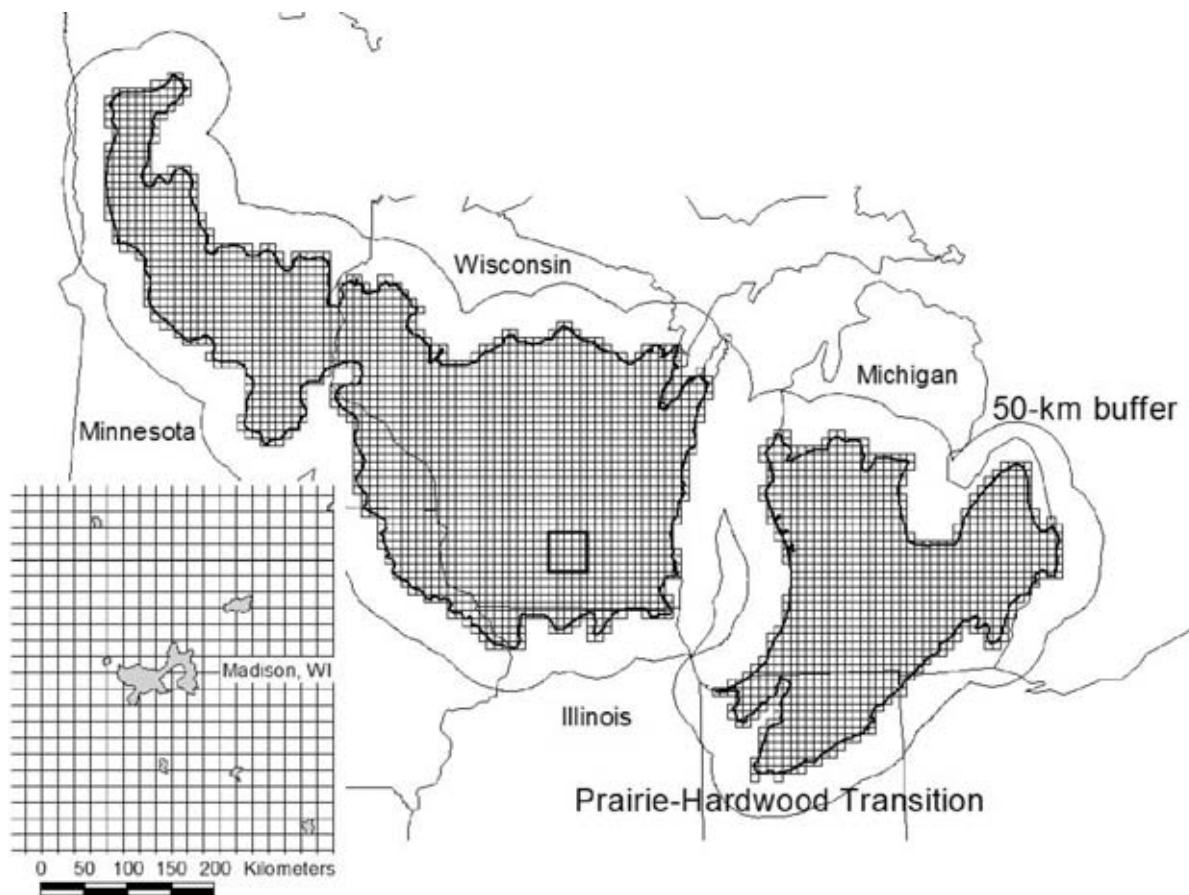 Wisconsin
Michigan
50-km buffer
Minnesota
Madison, WI
Illinois
Prairie-Hardwood Transition
0 50 100 150 200 Kilometers